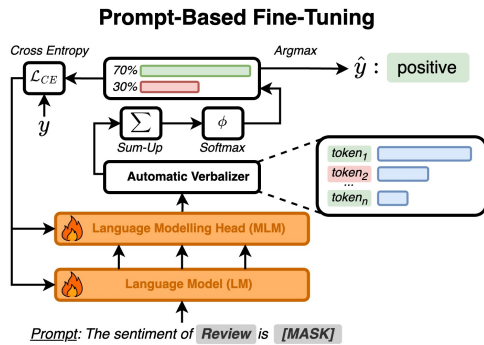 Prompt-Based Fine-Tuning
Cross Entropy
Argmax
ℒ_CE
70%
30%
ŷ : positive
y
∑
ϕ
Sum-Up
Softmax
Automatic Verbalizer
token₁
token₂
...
tokenₙ
Language Modelling Head (MLM)
Language Model (LM)
Prompt: The sentiment of Review is [MASK]